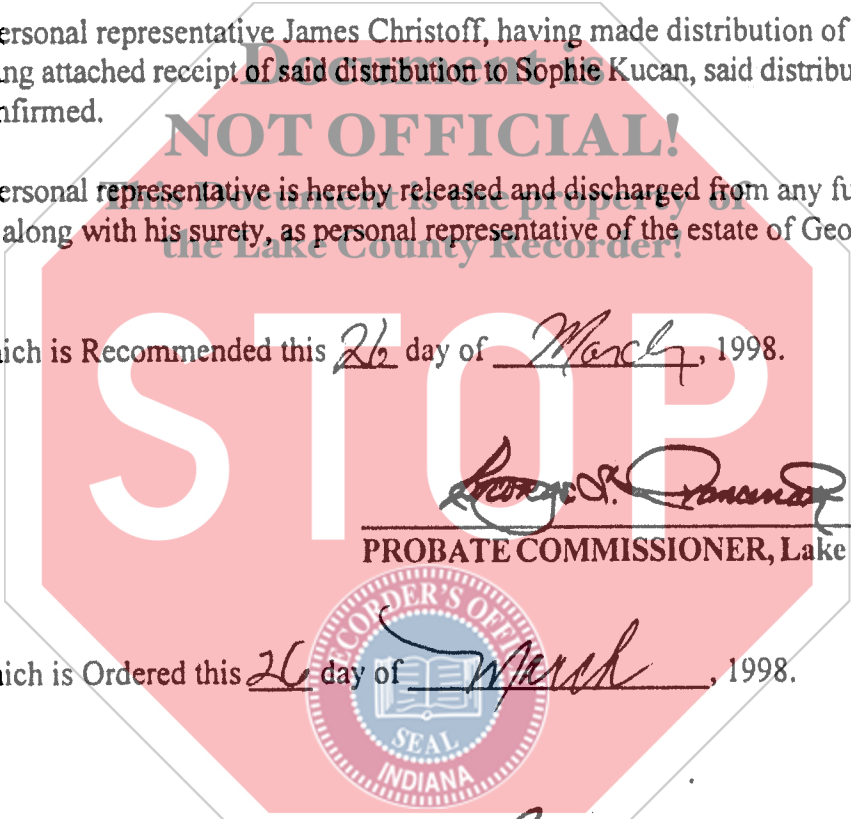 ersonal representative James Christoff, having made distribution of
ng attached receipt of said distribution to Sophie Kucan, said distribu
nfirmed.
Document is
NOT OFFICIAL!
This Document is the property of
the Lake County Recorder!
ersonal representative is hereby released and discharged from any fu
along with his surety, as personal representative of the estate of Geo
STOP
hich is Recommended this 26 day of March, 1998.
PROBATE COMMISSIONER, Lake
hich is Ordered this 26 day of March, 1998.
RECORDER'S OFFICE
SEAL
INDIANA